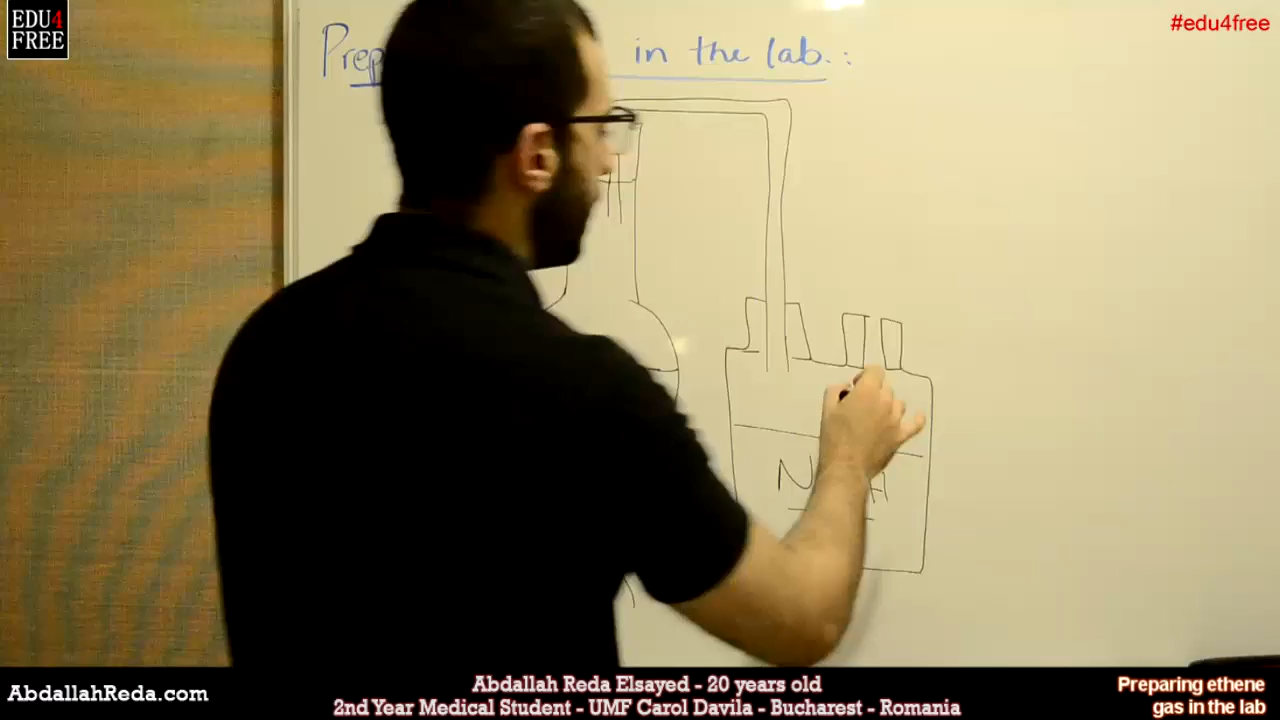 EDU4
FREE
#edu4free
in the lab.:
AbdallahReda.com
Abdallah Reda Elsayed - 20 years old
2nd Year Medical Student - UMF Carol Davila - Bucharest - Romania
Preparing ethene
gas in the lab